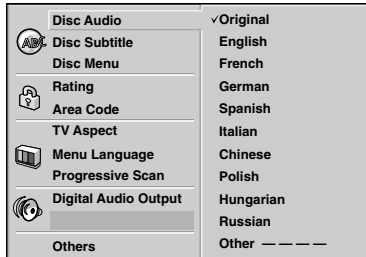 Disc Audio
Disc Subtitle
Disc Menu
Rating
Area Code
TV Aspect
Menu Language
Progressive Scan
Digital Audio Output
Others
✓Original
English
French
German
Spanish
Italian
Chinese
Polish
Hungarian
Russian
Other — — — —
ABC